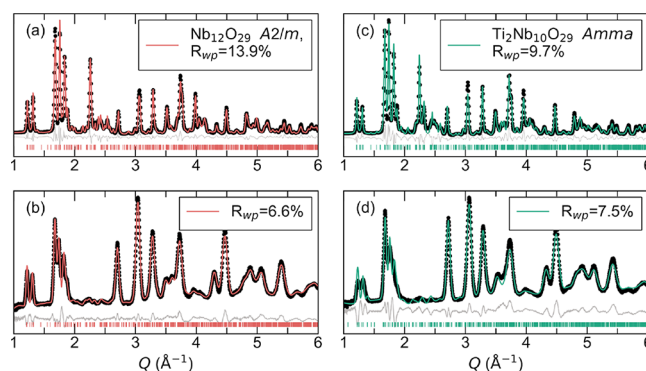 (a)
Nb12O29 A2/m,
Rwp=13.9%
1 2 3 4 5 6
(c)
Ti2Nb10O29 Amma
Rwp=9.7%
1 2 3 4 5 6
(b)
Rwp=6.6%
1 2 3 4 5 6
Q (Å−1)
(d)
Rwp=7.5%
1 2 3 4 5 6
Q (Å−1)